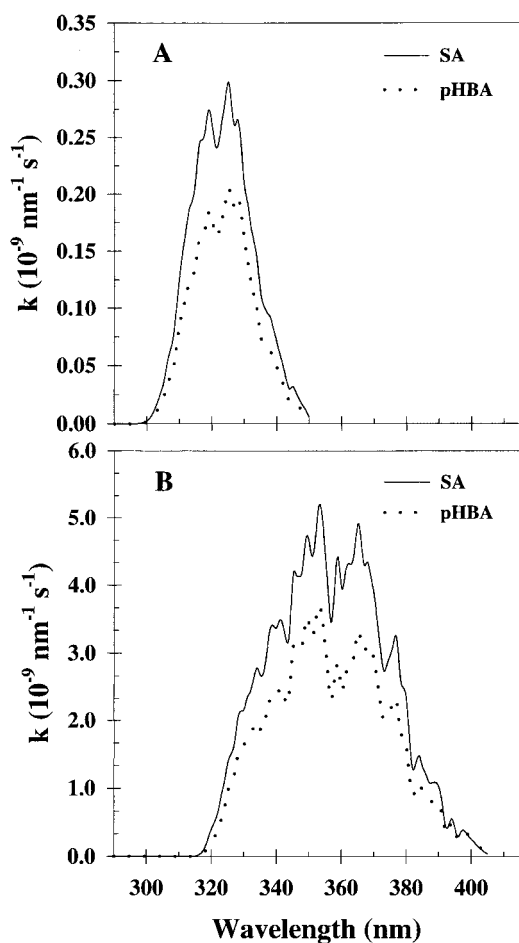 A
SA
pHBA
0.35
0.30
0.25
0.20
0.15
0.10
0.05
0.00
k (10⁻⁹ nm⁻¹ s⁻¹)
B
SA
pHBA
6.0
5.0
4.0
3.0
2.0
1.0
0.0
k (10⁻⁹ nm⁻¹ s⁻¹)
300 320 340 360 380 400
Wavelength (nm)